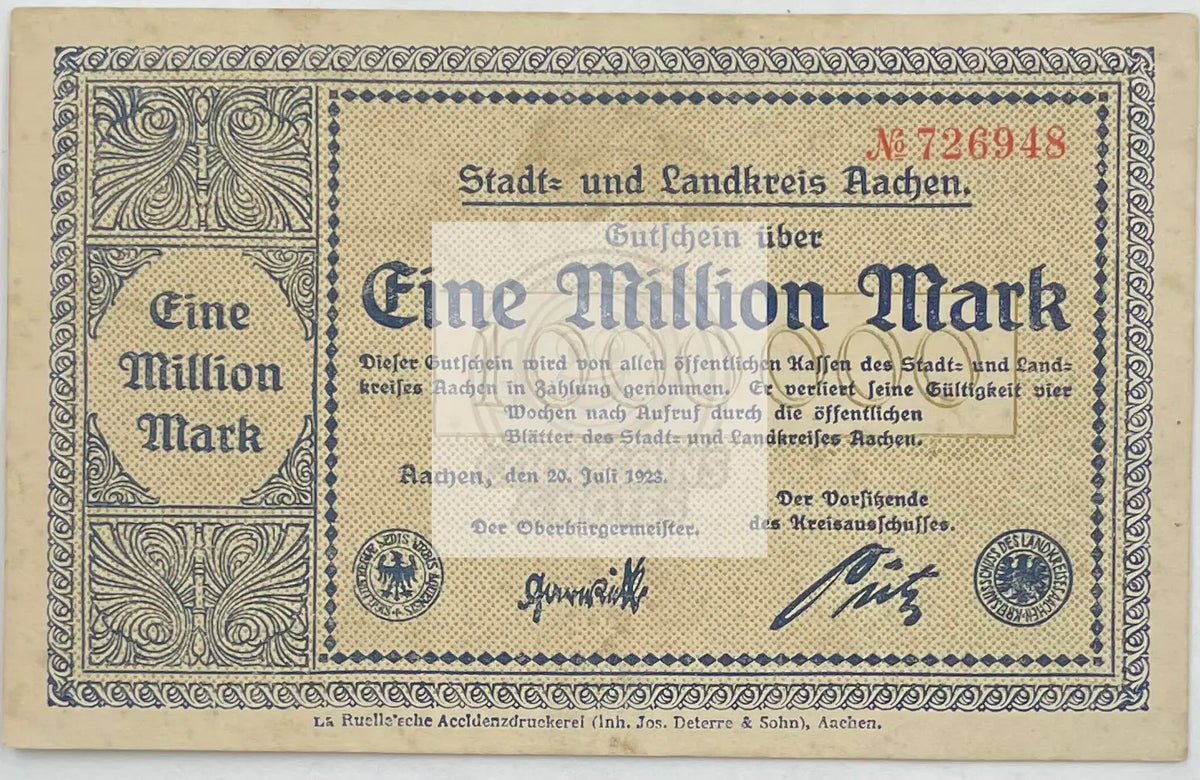 № 726948
Stadt- und Landkreis Aachen.
Gutschein über
Eine Million Mark
1000000
Eine
Million
Mark
Dieser Gutschein wird von allen öffentlichen Kassen des Stadt- und Land-
kreises Aachen in Zahlung genommen. Er verliert seine Gültigkeit vier
Wochen nach Aufruf durch die öffentlichen
Blätter des Stadt- und Landkreises Aachen.
Aachen, den 20. Juli 1923.
Der Oberbürgermeister.
Der Vorsitzende
des Kreisausschusses.
Pütz
La Ruelle'sche Accidenzdruckerei (Inh. Jos. Deterre & Sohn), Aachen.